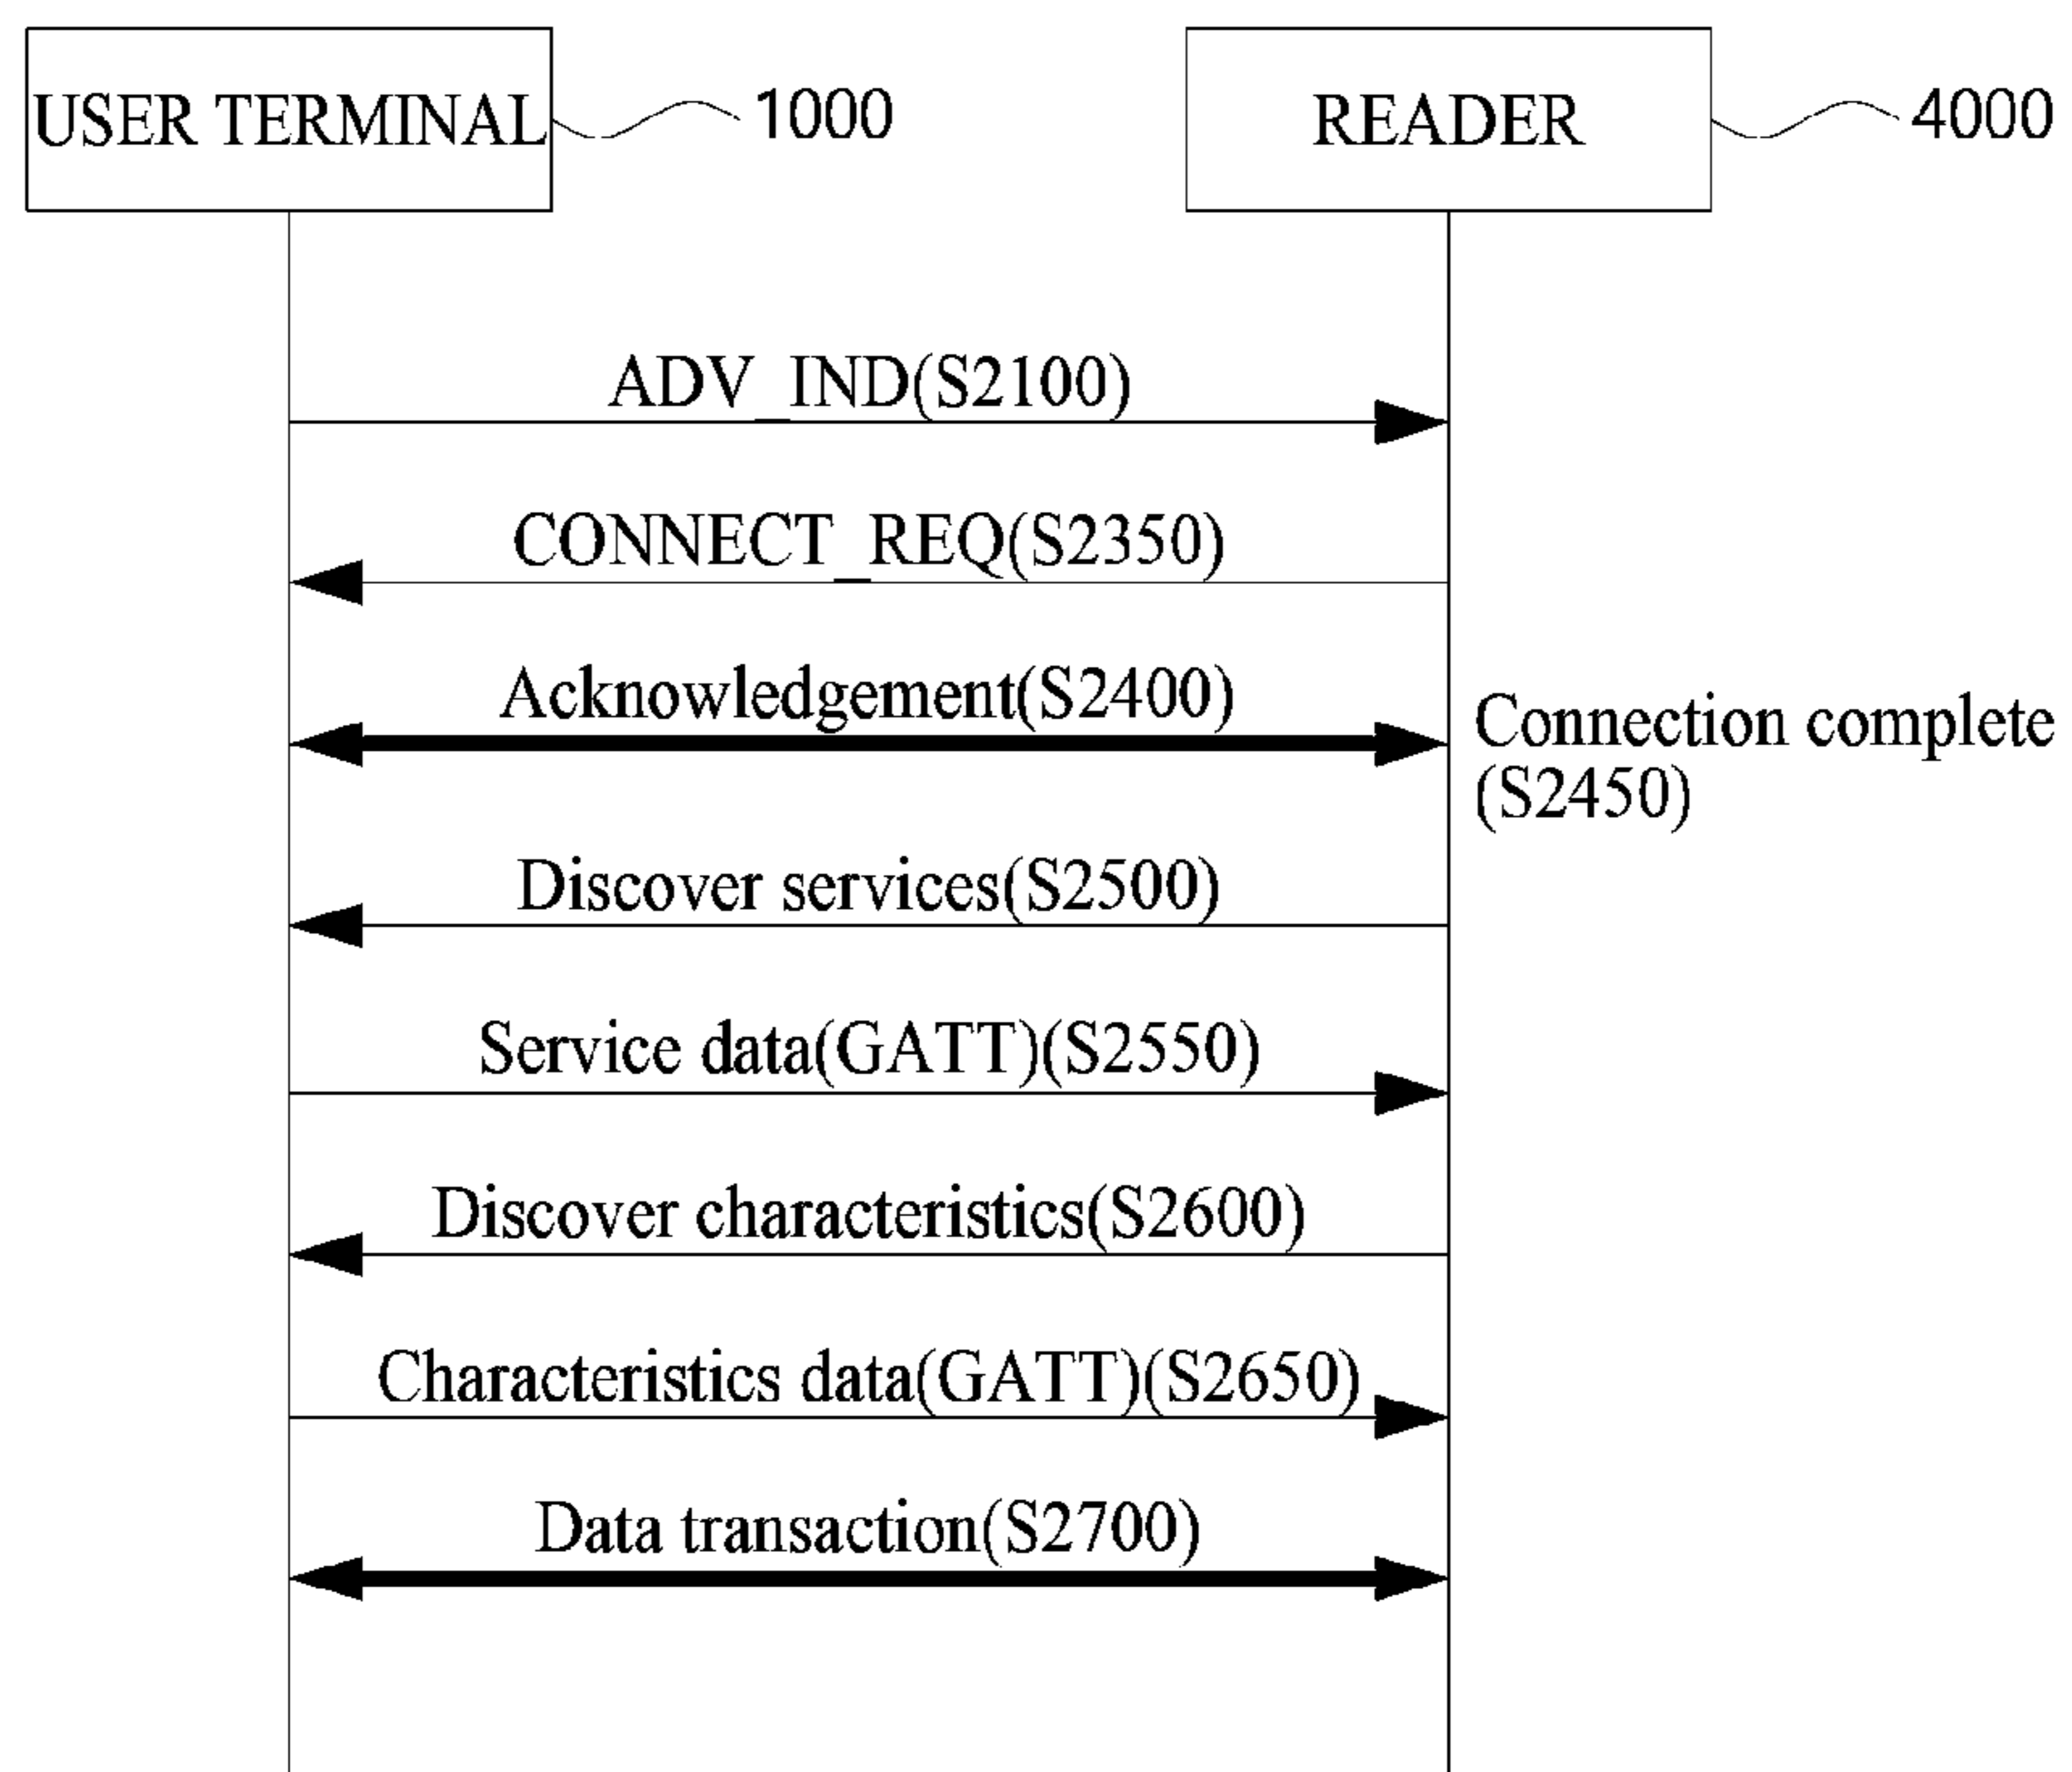 USER TERMINAL
1000
READER
4000
ADV_IND(S2100)
CONNECT_REQ(S2350)
Acknowledgement(S2400)
Connection complete
(S2450)
Discover services(S2500)
Service data(GATT)(S2550)
Discover characteristics(S2600)
Characteristics data(GATT)(S2650)
Data transaction(S2700)